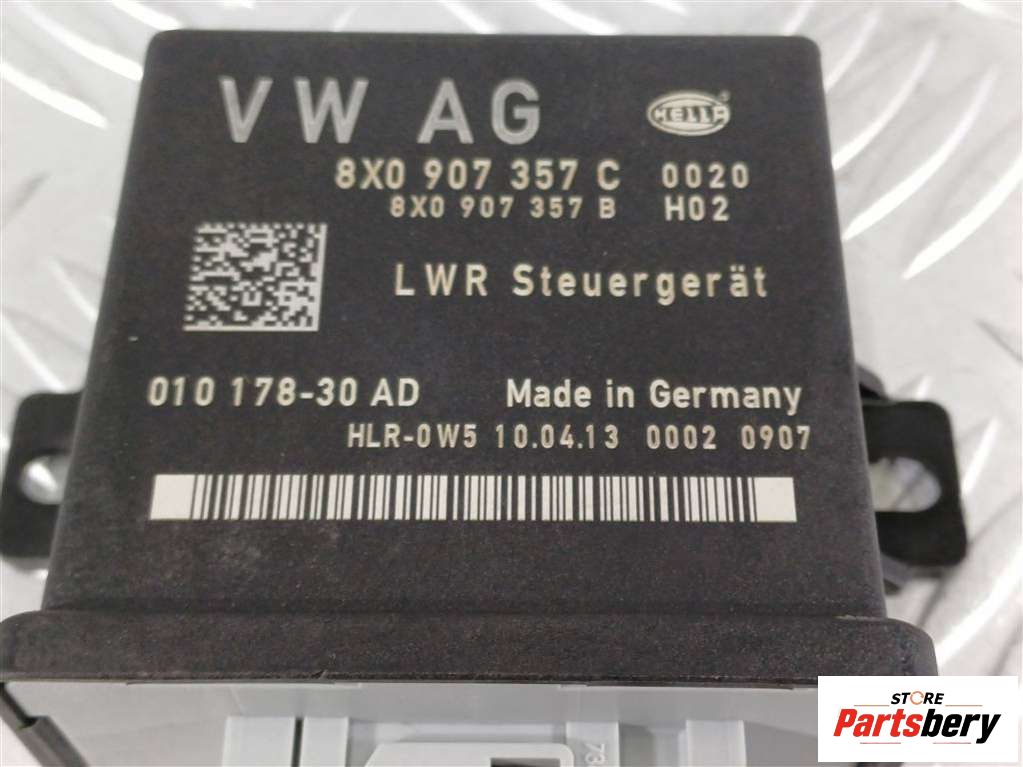 VW AG
HELLA ®
8X0 907 357 C 0020
8X0 907 357 B H02
LWR Steuergerät
010 178-30 AD Made in Germany
HLR-0W5 10.04.13 0002 0907
STORE
Partsbery